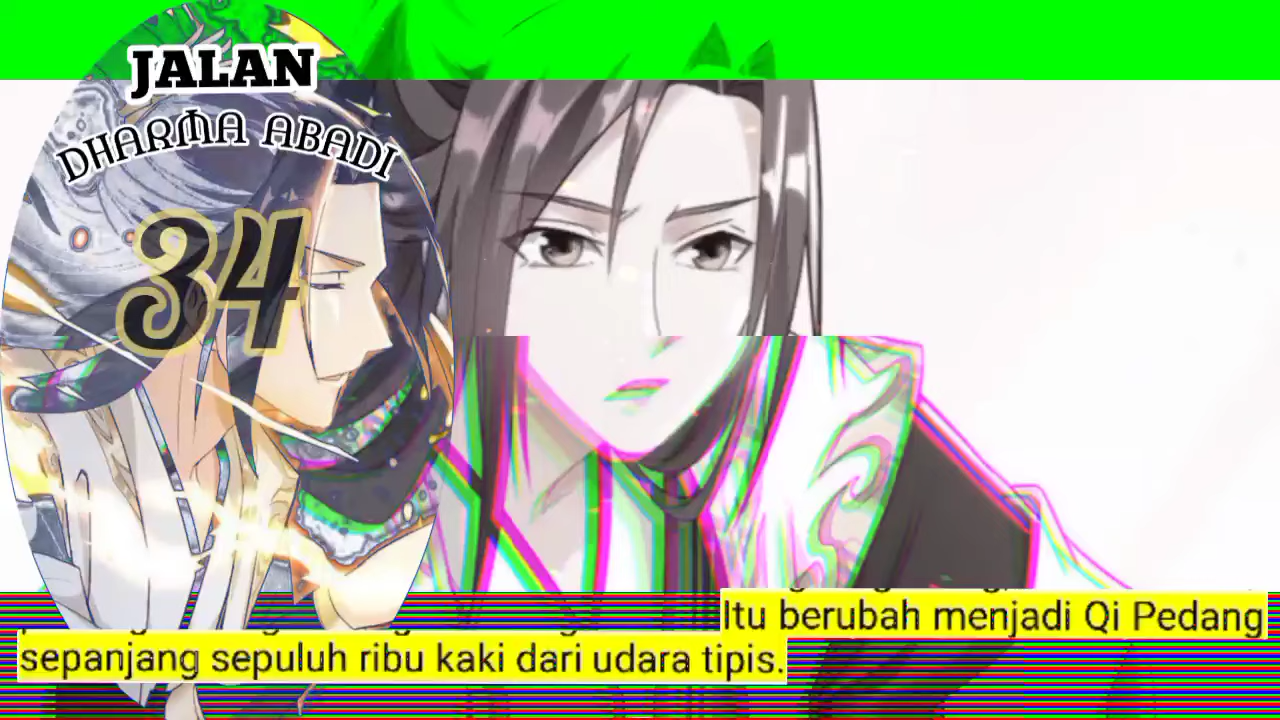 JALAN
DHARMA ABADI
34
Itu berubah menjadi Qi Pedang
sepanjang sepuluh ribu kaki dari udara tipis.